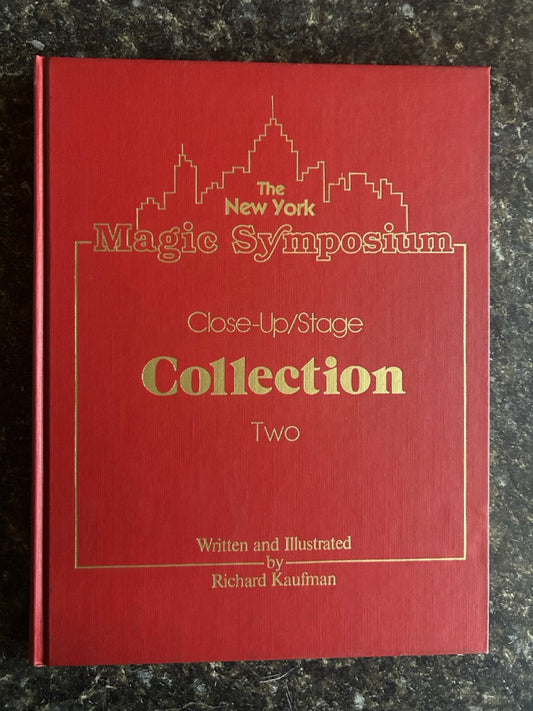 The
New York
Magic Symposium
Close-Up/Stage
Collection
Two
Written and Illustrated
by
Richard Kaufman